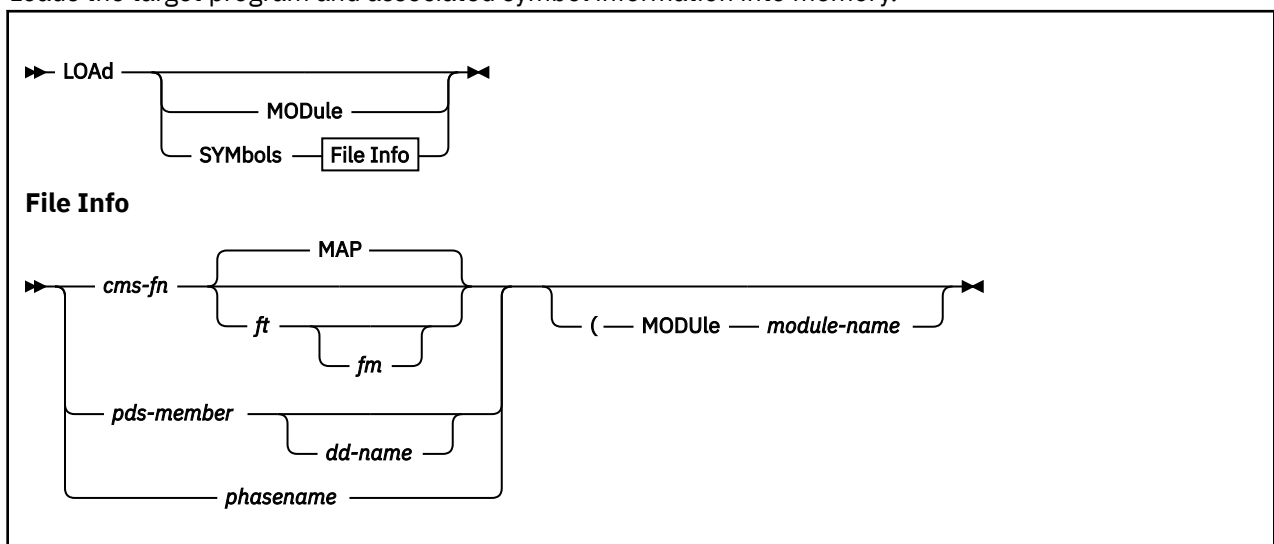 Loads the target program and associated symbol information into memory.
LOAd
MODule
SYMbols File Info
File Info
MAP
cms-fn
ft
fm
( MODUle module-name
pds-member
dd-name
phasename